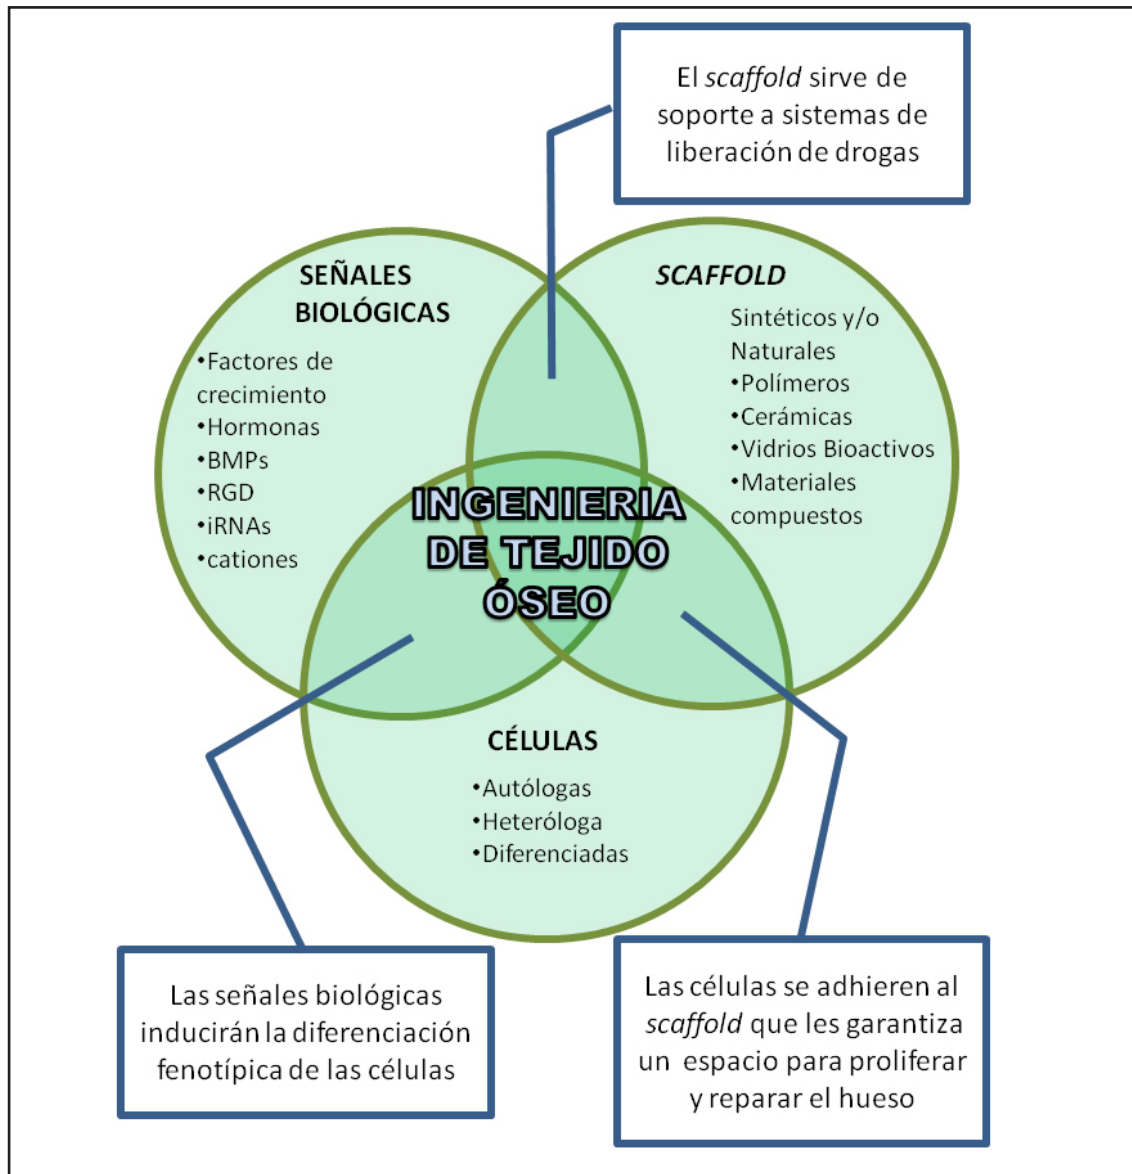 El scaffold sirve de
soporte a sistemas de
liberación de drogas
SEÑALES
BIOLÓGICAS
•Factores de
crecimiento
•Hormonas
•BMPs
•RGD
•iRNAs
•cationes
SCAFFOLD
Sintéticos y/o
Naturales
•Polímeros
•Cerámicas
•Vidrios Bioactivos
•Materiales
compuestos
INGENIERIA
DE TEJIDO
ÓSEO
CÉLULAS
•Autólogas
•Heteróloga
•Diferenciadas
Las señales biológicas
inducirán la diferenciación
fenotípica de las células
Las células se adhieren al
scaffold que les garantiza
un espacio para proliferar
y reparar el hueso